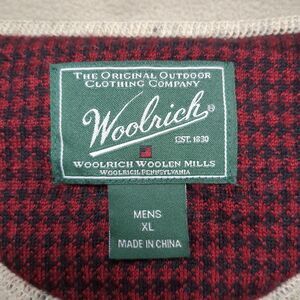 THE ORIGINAL OUTDOOR
CLOTHING COMPANY
Woolrich®
EST. 1830
WOOLRICH WOOLEN MILLS
WOOLRICH, PENNSYLVANIA
MENS
XL
MADE IN CHINA